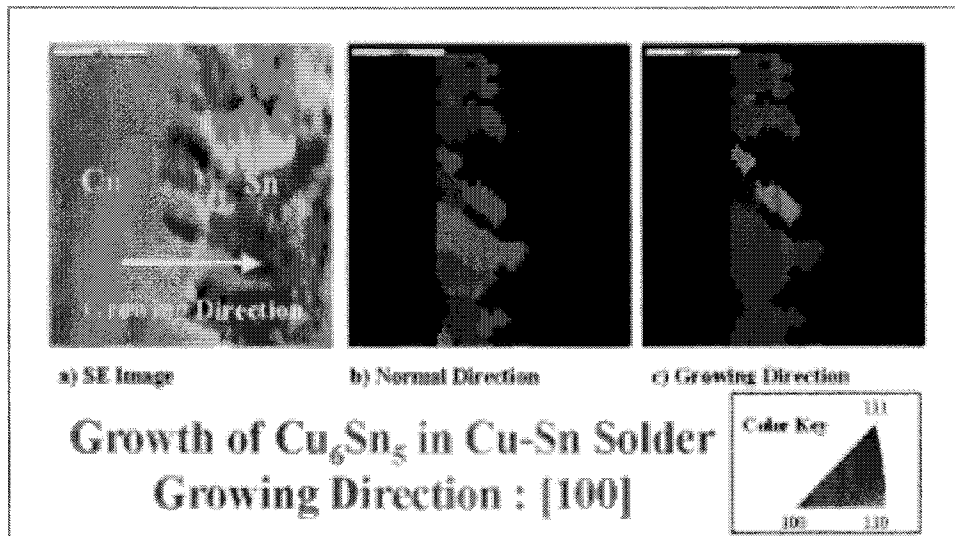 Cu
Sn
Growing Direction
a) SE Image
b) Normal Direction
c) Growing Direction
Growth of Cu₆Sn₅ in Cu-Sn Solder
Growing Direction : [100]
Color Key
111
100
110